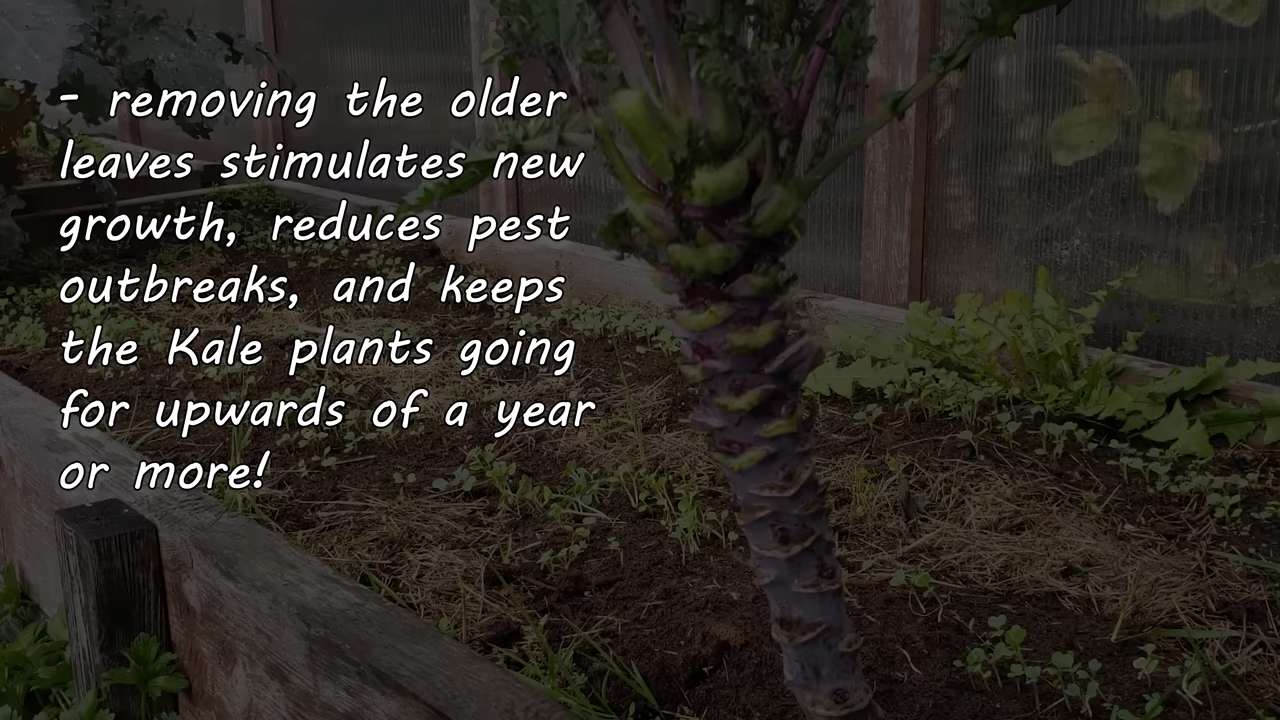 - removing the older
leaves stimulates new
growth, reduces pest
outbreaks, and keeps
the Kale plants going
for upwards of a year
or more!